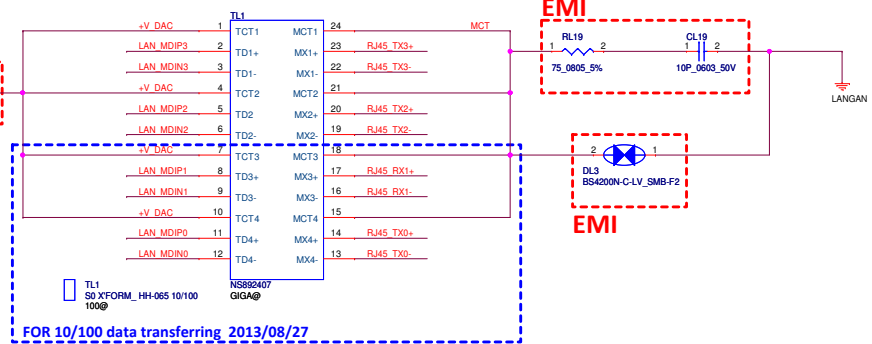 EMI
TL1
+V_DAC 1 TCT1 MCT1 24 MCT
LAN_MDIP3 2 TD1+ MX1+ 23 RJ45_TX3+
LAN_MDIN3 3 TD1- MX1- 22 RJ45_TX3-
+V_DAC 4 TCT2 MCT2 21
LAN_MDIP2 5 TD2 MX2+ 20 RJ45_TX2+
LAN_MDIN2 6 TD2- MX2- 19 RJ45_TX2-
+V_DAC 7 TCT3 MCT3 18
LAN_MDIP1 8 TD3+ MX3+ 17 RJ45_RX1+
LAN_MDIN1 9 TD3- MX3- 16 RJ45_RX1-
+V_DAC 10 TCT4 MCT4 15
LAN_MDIP0 11 TD4+ MX4+ 14 RJ45_TX0+
LAN_MDIN0 12 TD4- MX4- 13 RJ45_TX0-
NS892407
GIGA@
RL19
1 2
75_0805_5%
CL19
1 2
10P_0603_50V
LANGAN
2 1
DL3
BS4200N-C-LV_SMB-F2
EMI
TL1
S0 X'FORM_ HH-065 10/100
100@
FOR 10/100 data transferring 2013/08/27